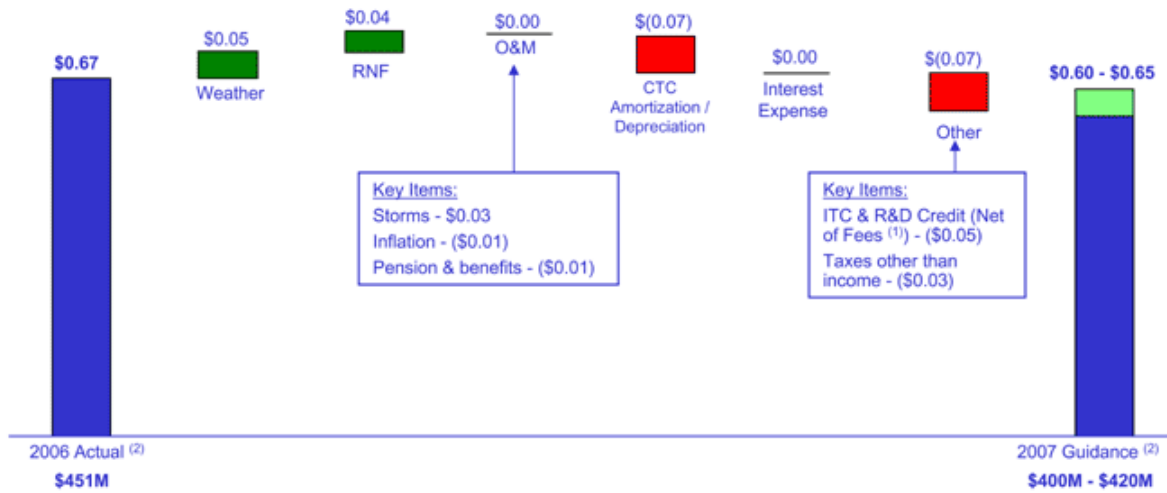 $0.67
$0.05
Weather
$0.04
RNF
$0.00
O&M
$(0.07)
CTC
Amortization /
Depreciation
$0.00
Interest
Expense
$(0.07)
Other
$0.60 - $0.65
Key Items:
Storms - $0.03
Inflation - ($0.01)
Pension & benefits - ($0.01)
Key Items:
ITC & R&D Credit (Net
of Fees (1)) - ($0.05)
Taxes other than
income - ($0.03)
2006 Actual (2)
$451M
2007 Guidance (2)
$400M - $420M